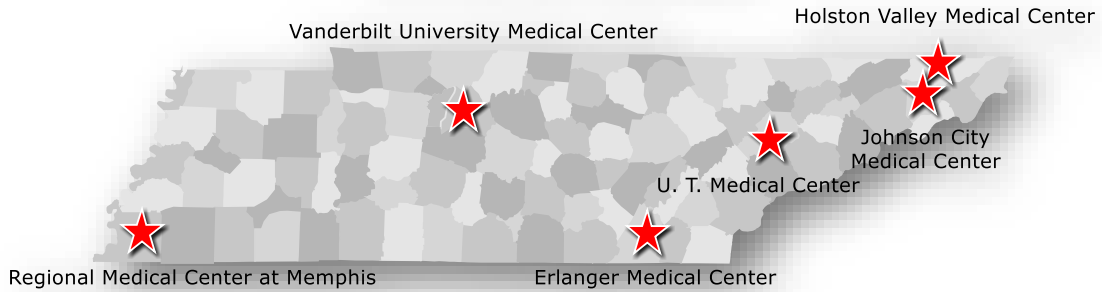 Holston Valley Medical Center
Vanderbilt University Medical Center
Johnson City
Medical Center
U. T. Medical Center
Regional Medical Center at Memphis
Erlanger Medical Center